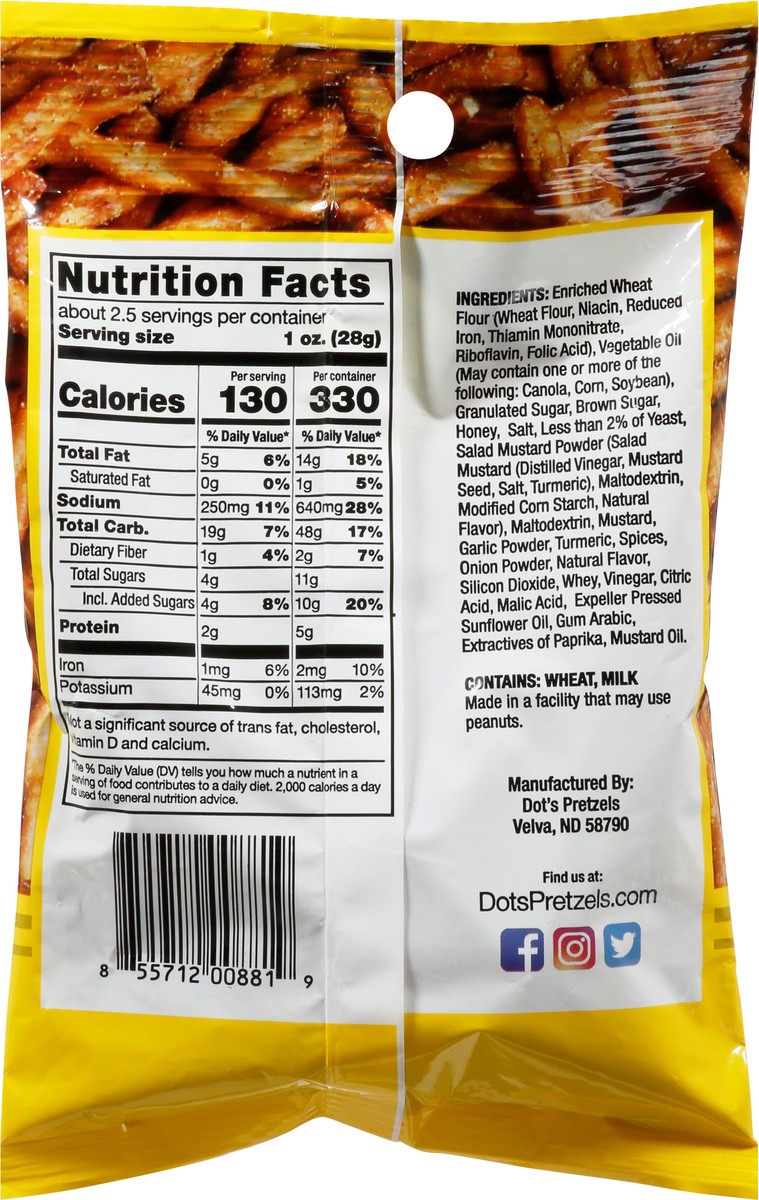 Nutrition Facts
about 2.5 servings per container
Serving size 1 oz. (28g)
Per serving Per container
Calories 130 330
% Daily Value* % Daily Value*
Total Fat 5g 6% 14g 18%
Saturated Fat 0g 0% 1g 5%
Sodium 250mg 11% 640mg 28%
Total Carb. 19g 7% 48g 17%
Dietary Fiber 1g 4% 2g 7%
Total Sugars 4g 11g
Incl. Added Sugars 4g 8% 10g 20%
Protein 2g 5g
Iron 1mg 6% 2mg 10%
Potassium 45mg 0% 113mg 2%
Not a significant source of trans fat, cholesterol,
vitamin D and calcium.
*The % Daily Value (DV) tells you how much a nutrient in a
serving of food contributes to a daily diet. 2,000 calories a day
is used for general nutrition advice.
8 55712 00881 9
INGREDIENTS: Enriched Wheat
Flour (Wheat Flour, Niacin, Reduced
Iron, Thiamin Mononitrate,
Riboflavin, Folic Acid), Vegetable Oil
(May contain one or more of the
following: Canola, Corn, Soybean),
Granulated Sugar, Brown Sugar,
Honey, Salt, Less than 2% of Yeast,
Salad Mustard Powder (Salad
Mustard (Distilled Vinegar, Mustard
Seed, Salt, Turmeric), Maltodextrin,
Modified Corn Starch, Natural
Flavor), Maltodextrin, Mustard,
Garlic Powder, Turmeric, Spices,
Onion Powder, Natural Flavor,
Silicon Dioxide, Whey, Vinegar, Citric
Acid, Malic Acid, Expeller Pressed
Sunflower Oil, Gum Arabic,
Extractives of Paprika, Mustard Oil.
CONTAINS: WHEAT, MILK
Made in a facility that may use
peanuts.
Manufactured By:
Dot's Pretzels
Velva, ND 58790
Find us at:
DotsPretzels.com